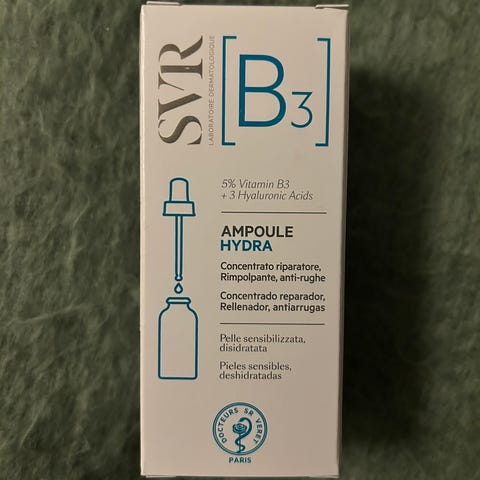 SVR
LABORATOIRE DERMATOLOGIQUE
[B3]
5% Vitamin B3
+ 3 Hyaluronic Acids
AMPOULE
HYDRA
Concentrato riparatore,
Rimpolpante, anti-rughe
Concentrado reparador,
Rellenador, antiarrugas
Pelle sensibilizzata,
disidratata
Pieles sensibles,
deshidratadas
DOCTEURS SR VERET
PARIS